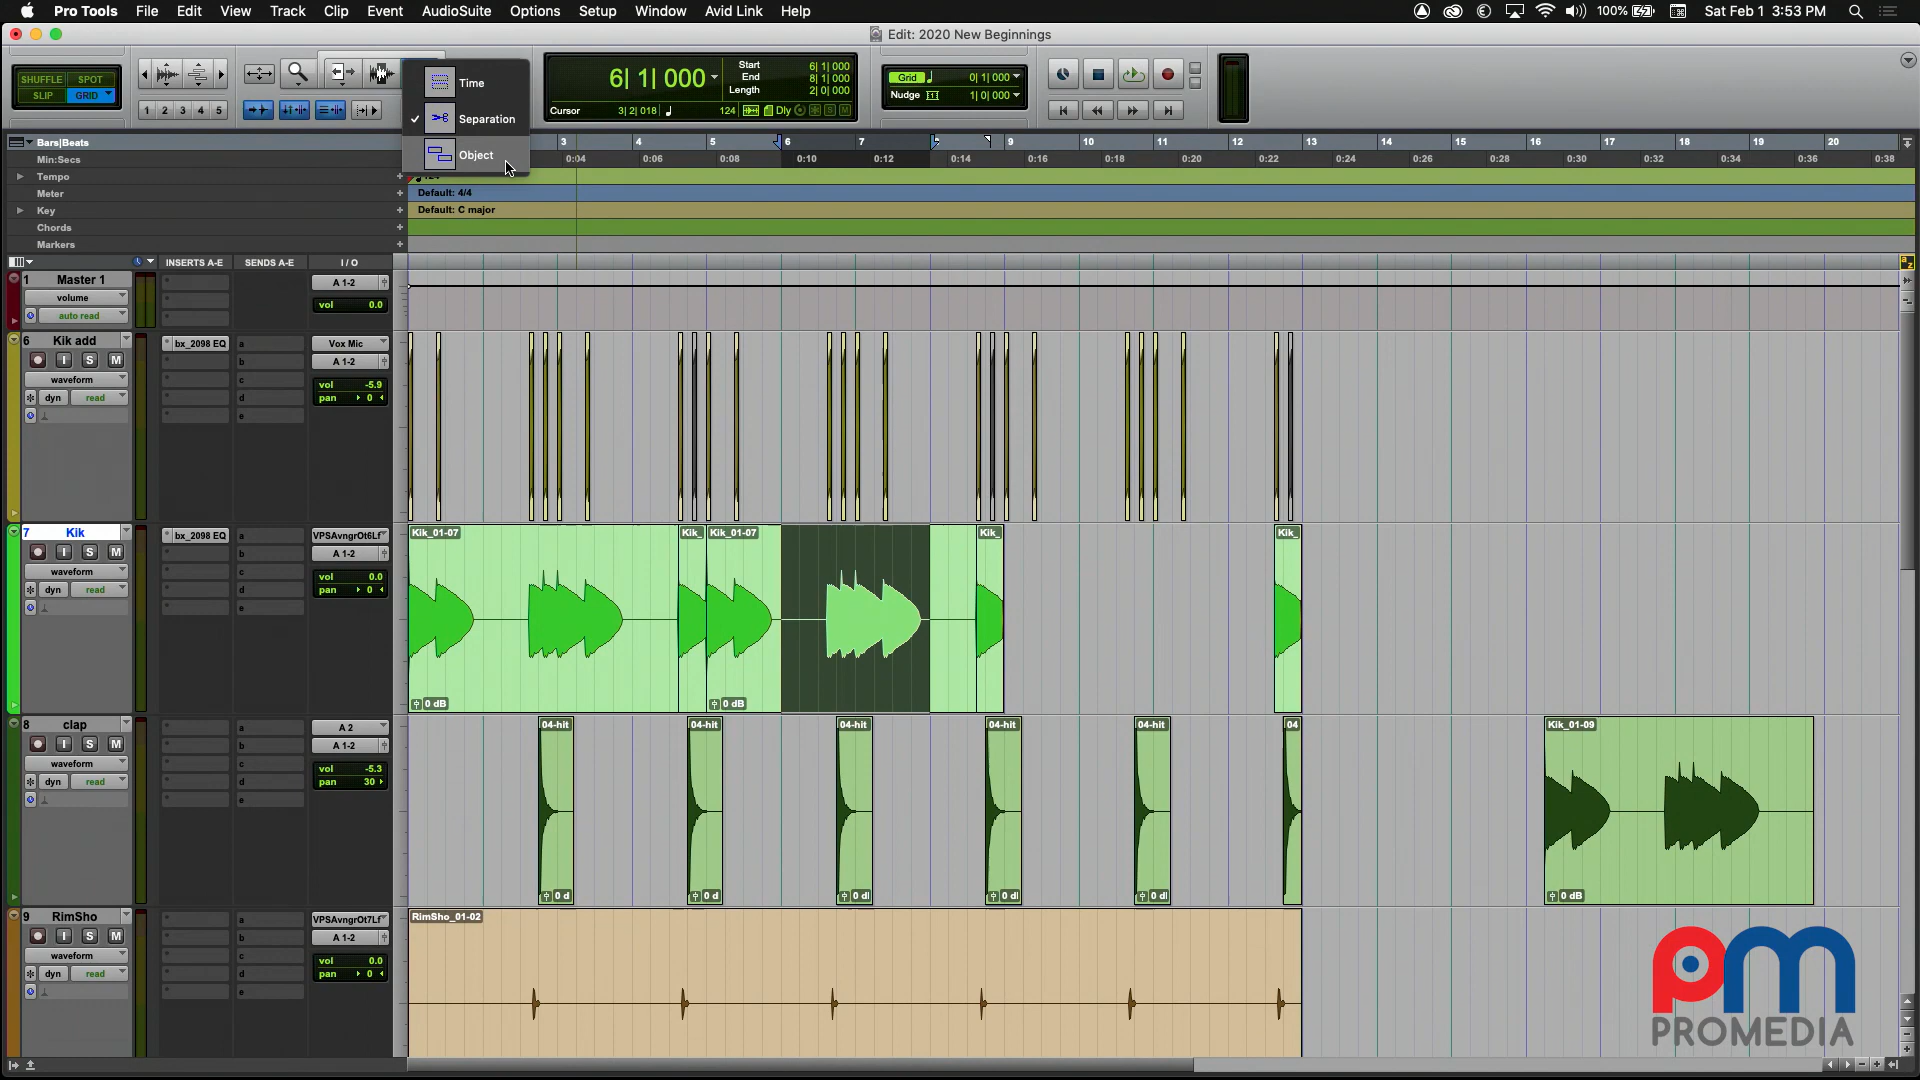 Pro Tools File Edit View Track Clip Event AudioSuite Options Setup Window Avid Link Help 100% Sat Feb 1 3:53 PM
Edit: 2020 New Beginnings
SHUFFLE SPOT
SLIP GRID
1 2 3 4 5
Time
Separation
Object
6| 1| 000
Start 6| 1| 000
End 8| 1| 000
Length 2| 0| 000
Cursor 3| 2| 018 124 Dly
Grid 0| 1| 000
Nudge 1| 0| 000
Bars|Beats 3 4 5 6 7 8 9 10 11 12 13 14 15 16 17 18 19 20
Min:Secs 0:04 0:06 0:08 0:10 0:12 0:14 0:16 0:18 0:20 0:22 0:24 0:26 0:28 0:30 0:32 0:34 0:36 0:38
Tempo
Meter Default: 4/4
Key Default: C major
Chords
Markers
INSERTS A-E SENDS A-E I / O
1 Master 1 A 1-2
volume vol 0.0
auto read
6 Kik add bx_2098 EQ a Vox Mic
I S M b A 1-2
waveform c vol -5.9
dyn read d pan 0
e
7 Kik bx_2098 EQ a VPSAvngrOt6Lf Kik_01-07 Kik_ Kik_01-07 Kik_ Kik_
I S M b A 1-2
waveform c vol 0.0
dyn read d pan 0
e
0 dB 0 dB
8 clap a A 2 04-hit 04-hit 04-hit 04-hit 04-hit 04 Kik_01-09
I S M b A 1-2
waveform c vol -5.3
dyn read d pan 30
e
0 d 0 d 0 d 0 d 0 d 0 dB
9 RimSho a VPSAvngrOt7Lf RimSho_01-02
I S M b A 1-2
waveform c vol 0.0
dyn read d pan 0
e
pm
PROMEDIA